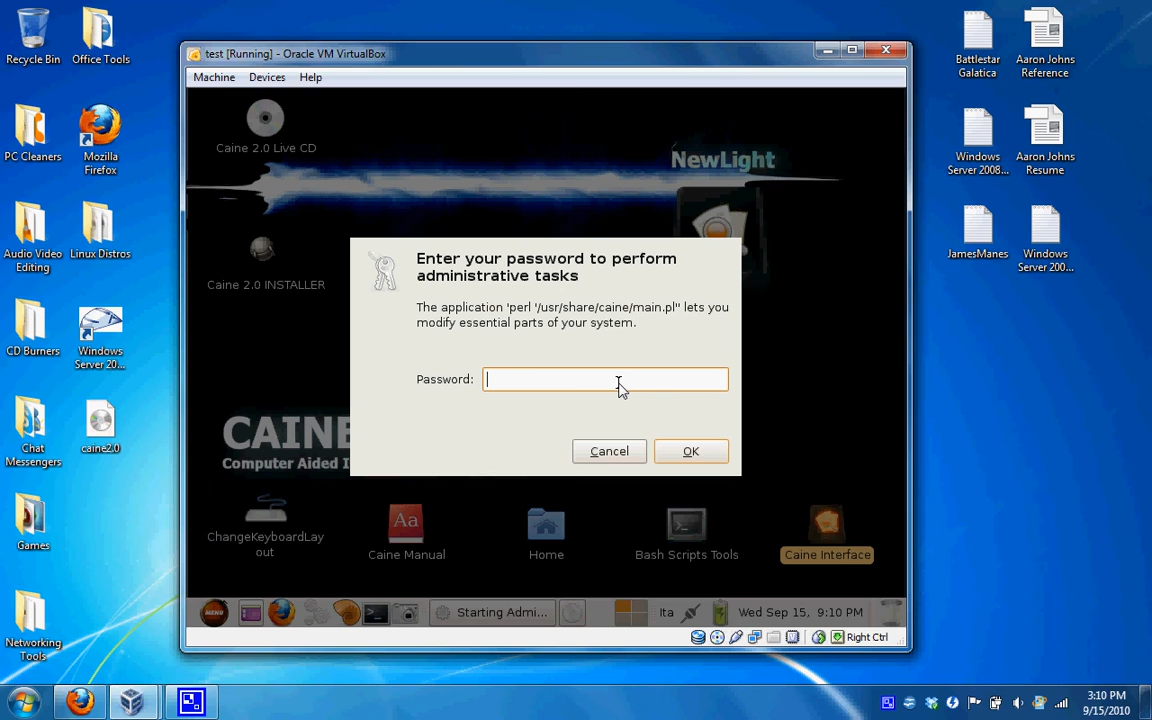 Recycle Bin
Office Tools
PC Cleaners
Mozilla
Firefox
Audio Video
Editing
Linux Distros
CD Burners
Windows
Server 20...
Chat
Messengers
caine2.0
Games
Networking
Tools
test [Running] - Oracle VM VirtualBox
Machine
Devices
Help
Caine 2.0 Live CD
NewLight
Caine 2.0 INSTALLER
Enter your password to perform
administrative tasks
The application 'perl '/usr/share/caine/main.pl'' lets you
modify essential parts of your system.
Password:
Cancel
OK
CAINE
Computer Aided I
ChangeKeyboardLay
out
Aa
Caine Manual
Home
Bash Scripts Tools
Caine Interface
MENU
Starting Admi...
Ita
Wed Sep 15, 9:10 PM
Right Ctrl
Battlestar
Galatica
Aaron Johns
Reference
Windows
Server 2008...
Aaron Johns
Resume
JamesManes
Windows
Server 200...
3:10 PM
9/15/2010